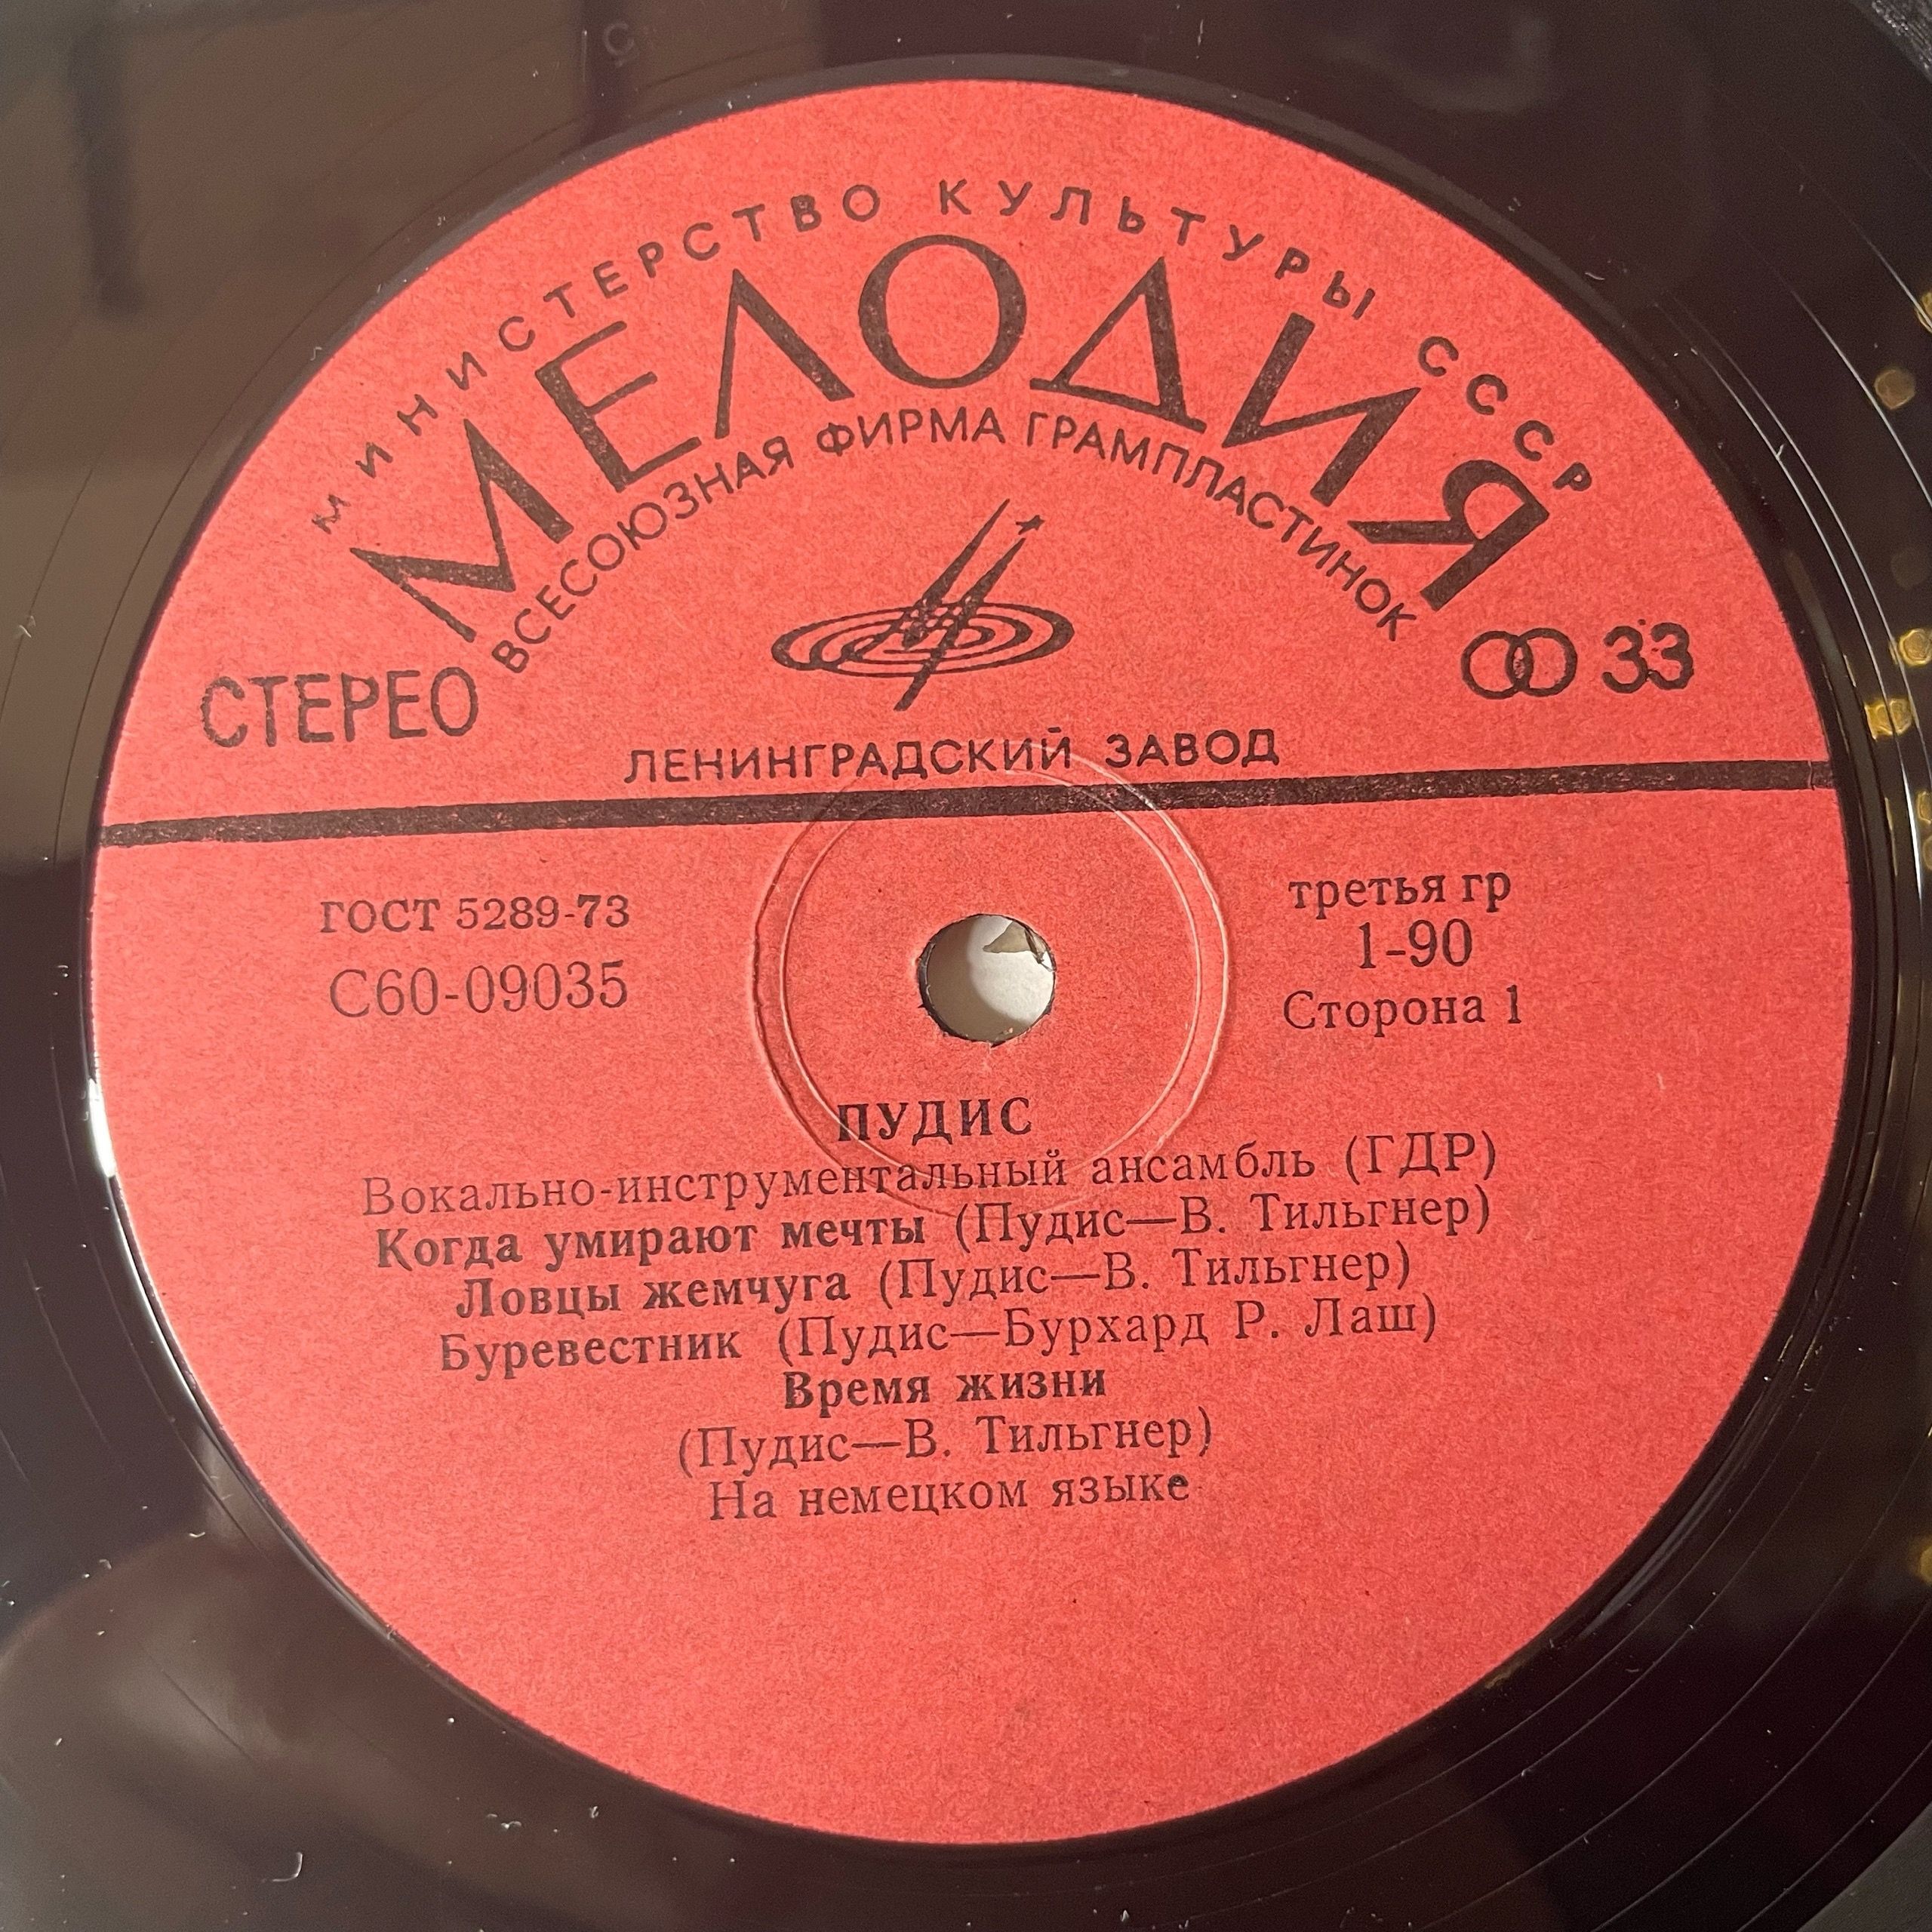 МИНИСТЕРСТВО КУЛЬТУРЫ СССР
МЕЛОДИЯ
ВСЕСОЮЗНАЯ ФИРМА ГРАМПЛАСТИНОК
СТЕРЕО
33
ЛЕНИНГРАДСКИЙ ЗАВОД
ГОСТ 5289-73
С60-09035
третья гр
1-90
Сторона 1
ПУДИС
Вокально-инструментальный ансамбль (ГДР)
Когда умирают мечты (Пудис—В. Тильгнер)
Ловцы жемчуга (Пудис—В. Тильгнер)
Буревестник (Пудис—Бурхард Р. Лаш)
Время жизни
(Пудис—В. Тильгнер)
На немецком языке